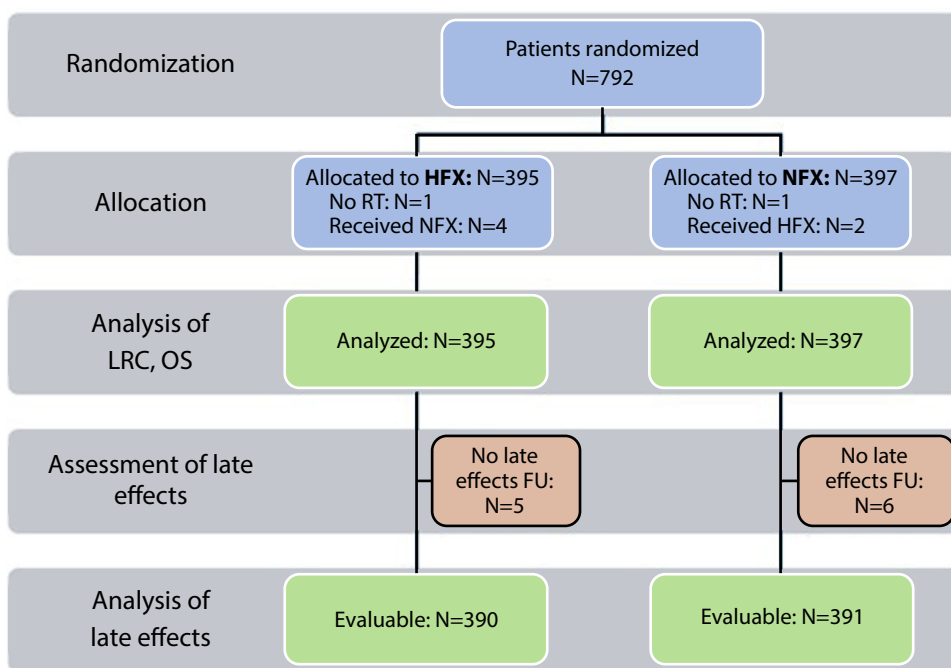 Randomization
Patients randomized
N=792
Allocation
Allocated to HFX: N=395
No RT: N=1
Received NFX: N=4
Allocated to NFX: N=397
No RT: N=1
Received HFX: N=2
Analysis of
LRC, OS
Analyzed: N=395
Analyzed: N=397
Assessment of late
effects
No late
effects FU:
N=5
No late
effects FU:
N=6
Analysis of
late effects
Evaluable: N=390
Evaluable: N=391